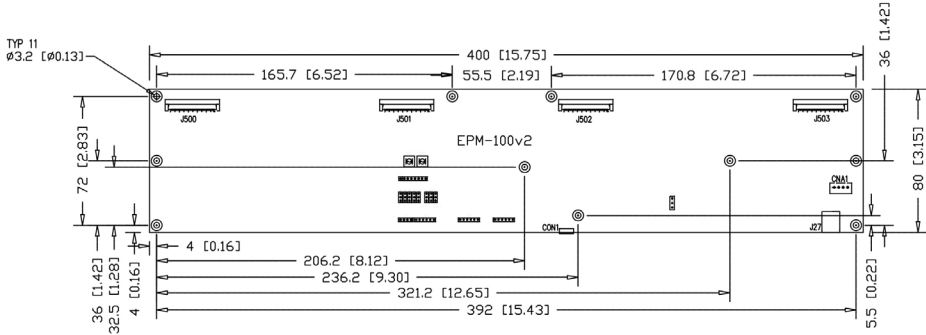 TYP 11
Ø3.2 [Ø0.13]
400 [15.75]
36 [1.42]
165.7 [6.52]
55.5 [2.19]
170.8 [6.72]
J500
J501
J502
J503
EPM-100v2
72 [2.83]
80 [3.15]
CNA1
CON1
J27
4 [0.16]
206.2 [8.12]
236.2 [9.30]
321.2 [12.65]
392 [15.43]
36 [1.42]
32.5 [1.28]
4 [0.16]
5.5 [0.22]